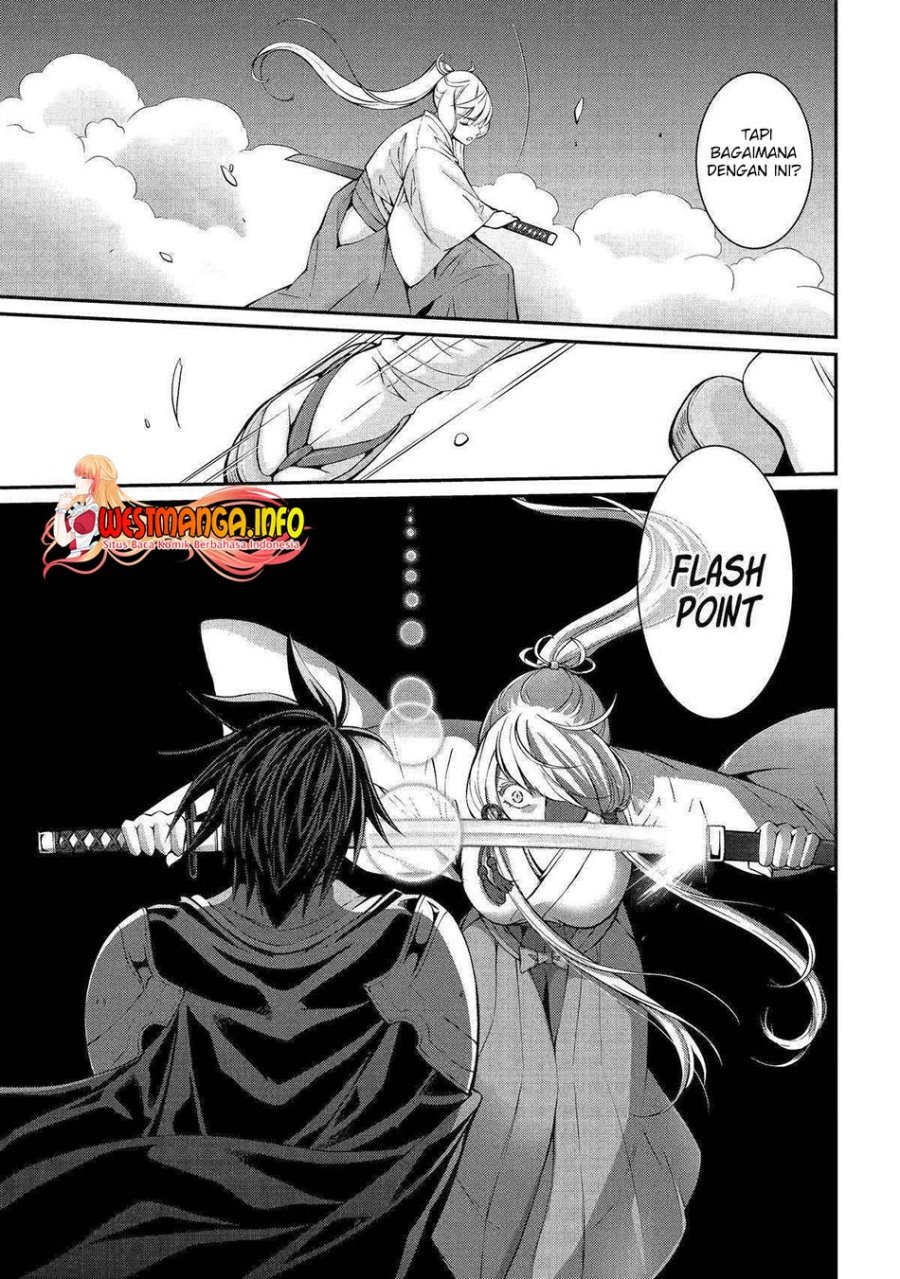 TAPI
BAGAIMANA
DENGAN INI?
WESTMANGA.INFO
Situs Baca Komik Berbahasa Indonesia
FLASH
POINT